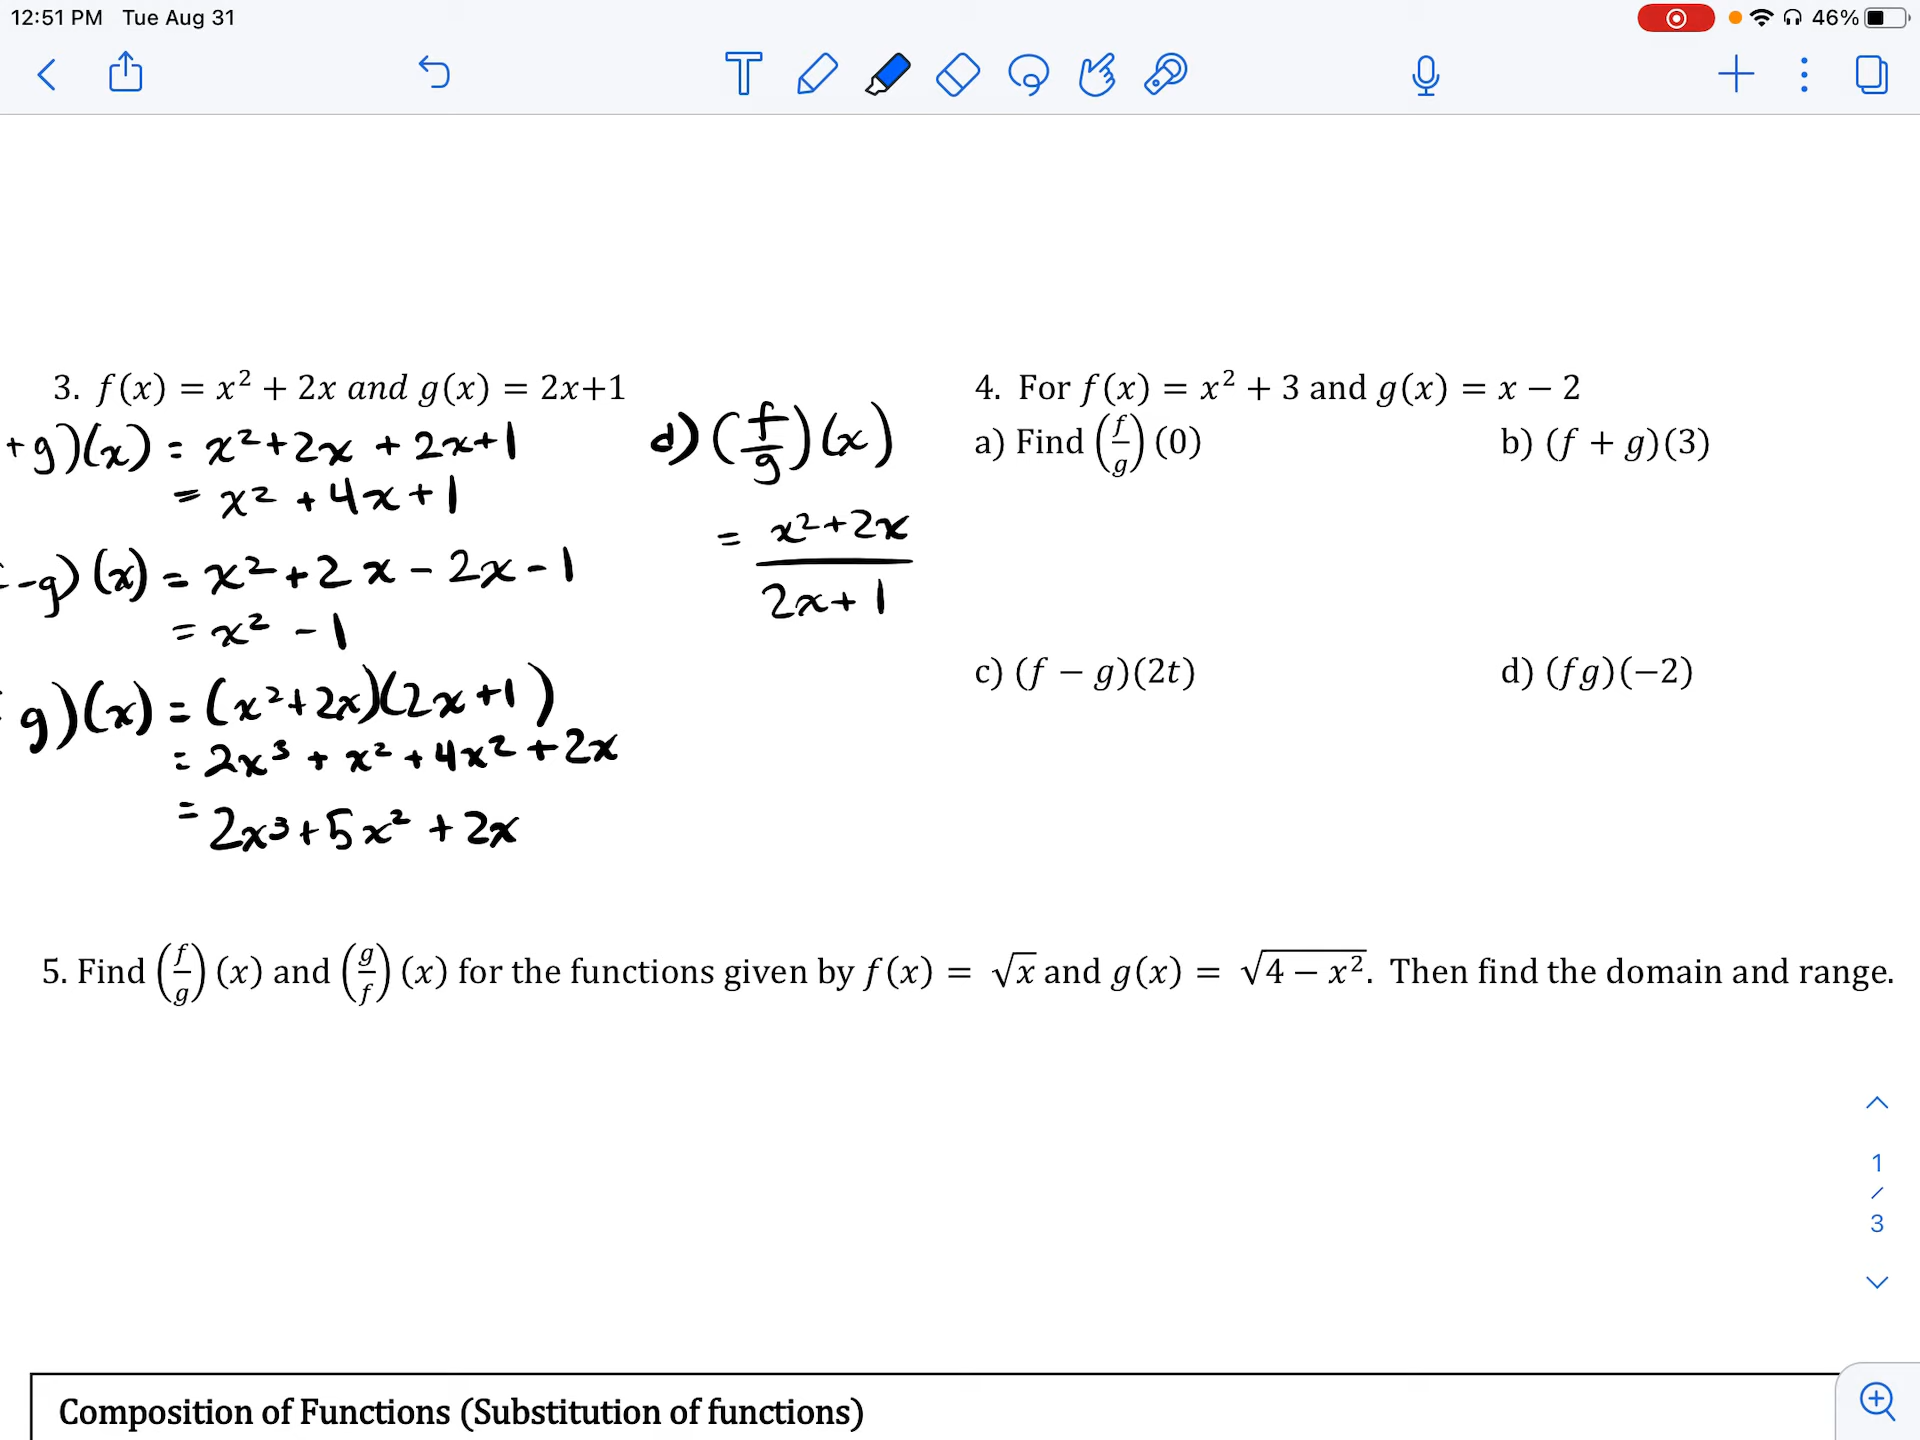 12:51 PM Tue Aug 31
46%
3. f(x) = x² + 2x and g(x) = 2x+1
+g)(x) = x²+2x + 2x+1
= x² + 4x+1
-g)(x) = x²+2x - 2x - 1
= x² - 1
g)(x) = (x²+2x)(2x+1)
= 2x³ + x² + 4x² + 2x
= 2x³+5x² + 2x
d) (f/g)(x)
= x²+2x
2x+1
4. For f(x) = x² + 3 and g(x) = x − 2
a) Find (f/g)(0) b) (f + g)(3)
c) (f − g)(2t) d) (fg)(−2)
5. Find (f/g)(x) and (g/f)(x) for the functions given by f(x) = √x and g(x) = √(4 − x²). Then find the domain and range.
1
/
3
Composition of Functions (Substitution of functions)